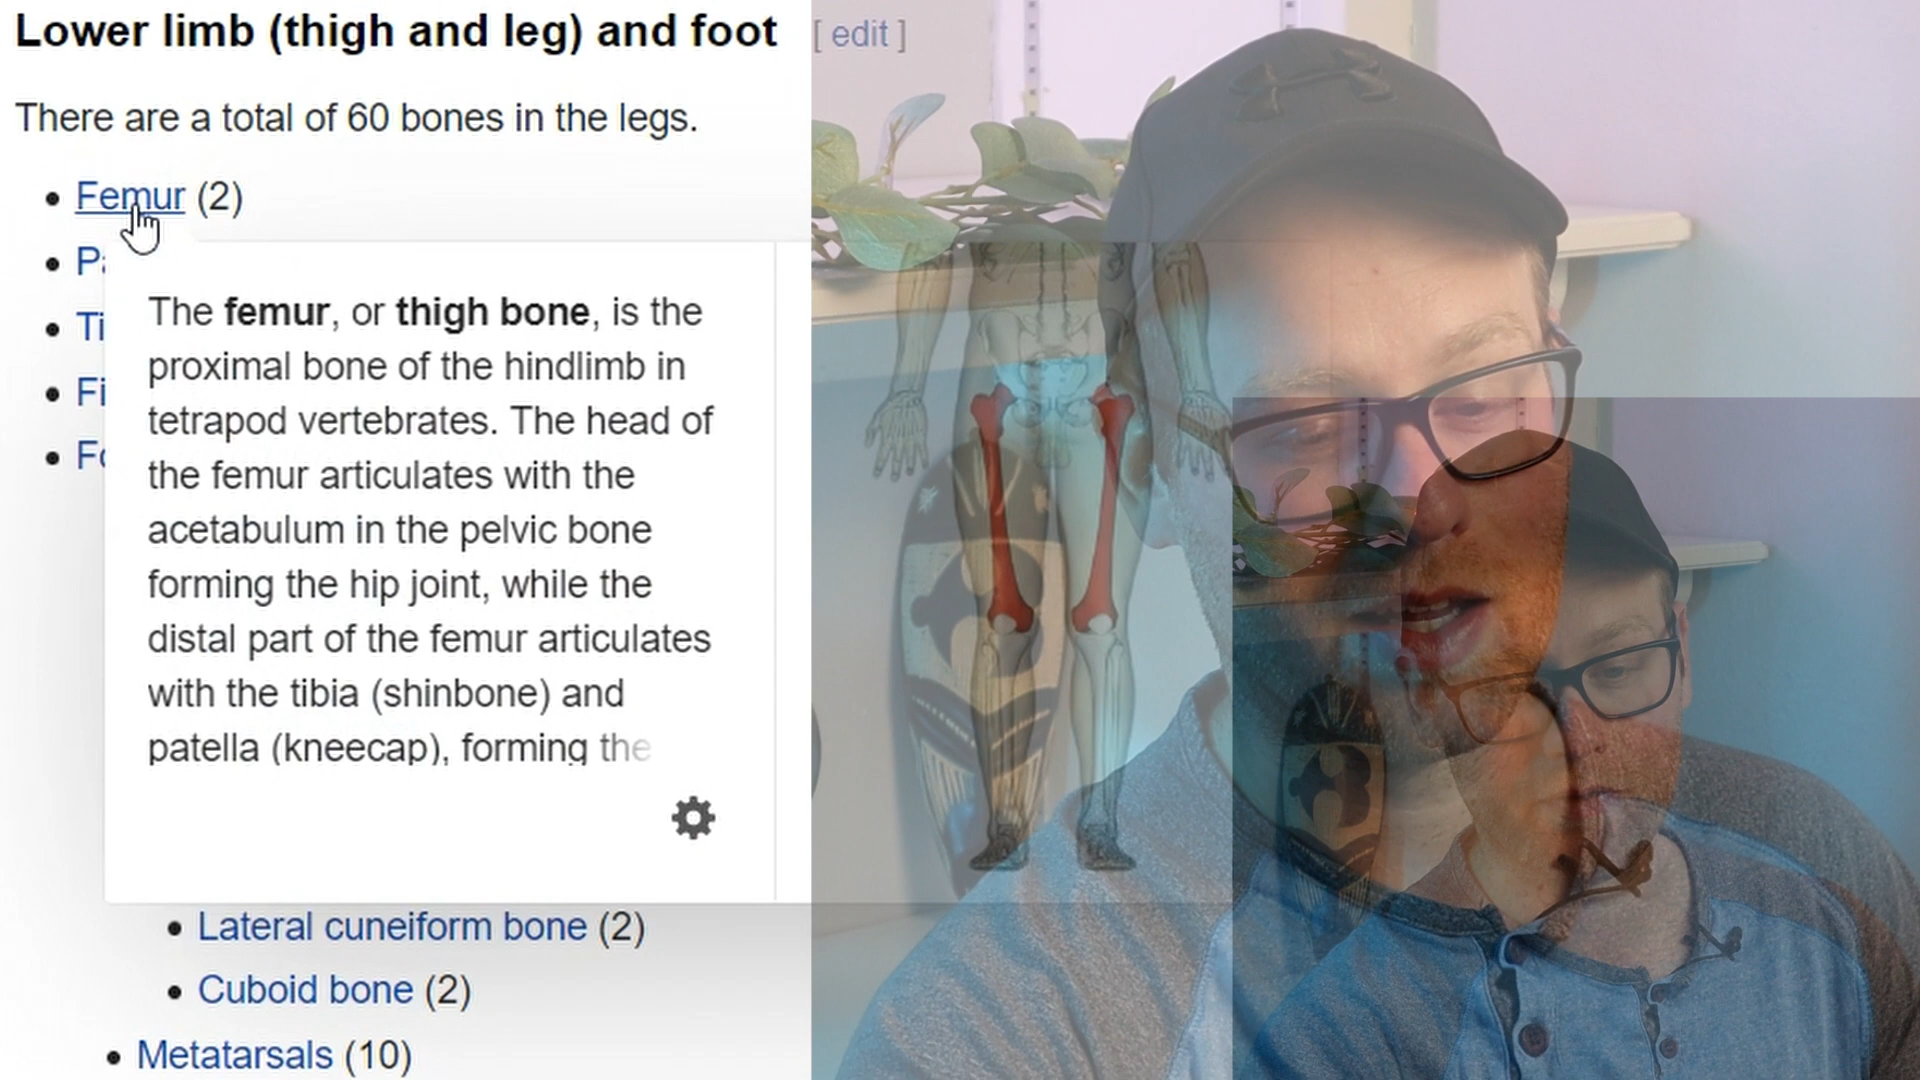 Lower limb (thigh and leg) and foot [ edit ]
There are a total of 60 bones in the legs.
Femur (2)
The femur, or thigh bone, is the
proximal bone of the hindlimb in
tetrapod vertebrates. The head of
the femur articulates with the
acetabulum in the pelvic bone
forming the hip joint, while the
distal part of the femur articulates
with the tibia (shinbone) and
patella (kneecap), forming the
Lateral cuneiform bone (2)
Cuboid bone (2)
Metatarsals (10)